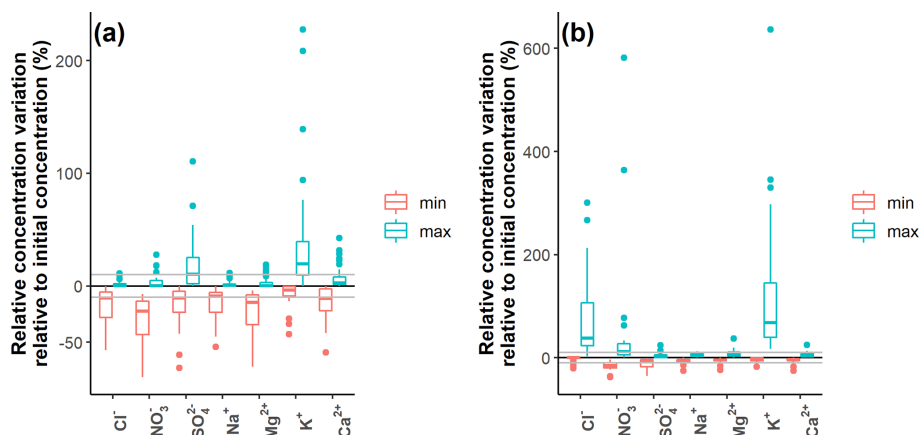 (a)
Relative concentration variation
relative to initial concentration (%)
200
100
0
-50
Cl⁻
NO₃⁻
SO₄²⁻
Na⁺
Mg²⁺
K⁺
Ca²⁺
min
max
(b)
Relative concentration variation
relative to initial concentration (%)
600
400
200
0
Cl⁻
NO₃⁻
SO₄²⁻
Na⁺
Mg²⁺
K⁺
Ca²⁺
min
max